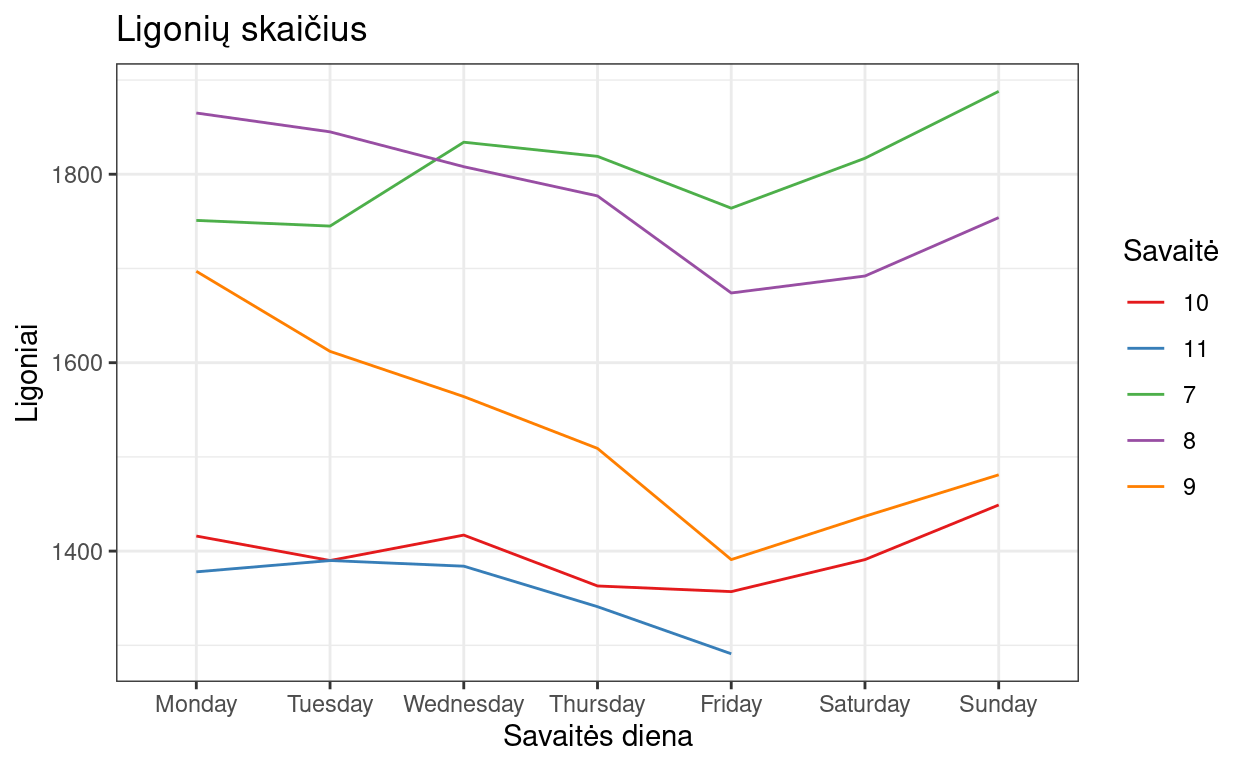 Ligonių skaičius
Ligoniai
1800
1600
1400
Monday Tuesday Wednesday Thursday Friday Saturday Sunday
Savaitės diena
Savaitė
10
11
7
8
9